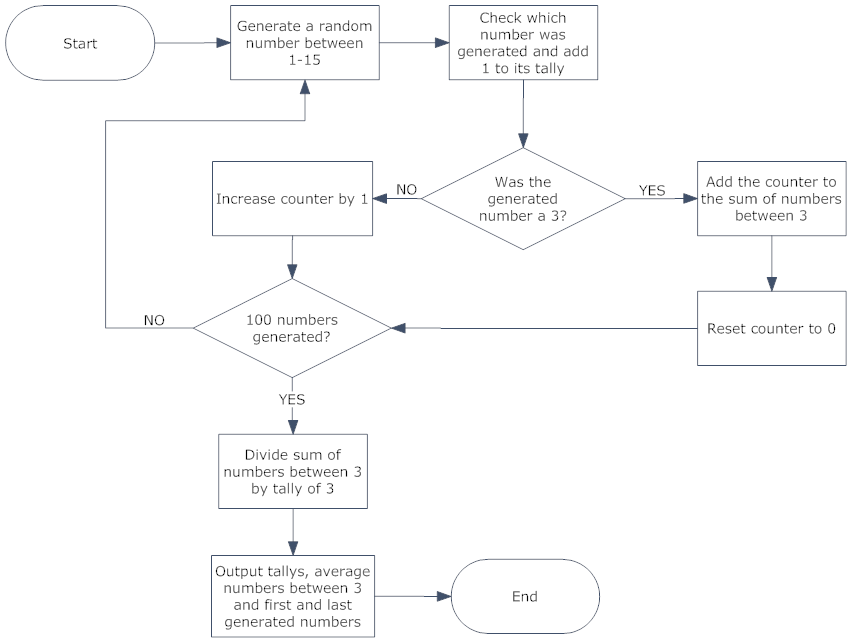 Start
Generate a random
number between
1-15
Check which
number was
generated and add
1 to its tally
Increase counter by 1
NO
Was the
generated
number a 3?
YES
Add the counter to
the sum of numbers
between 3
NO
100 numbers
generated?
Reset counter to 0
YES
Divide sum of
numbers between 3
by tally of 3
Output tallys, average
numbers between 3
and first and last
generated numbers
End